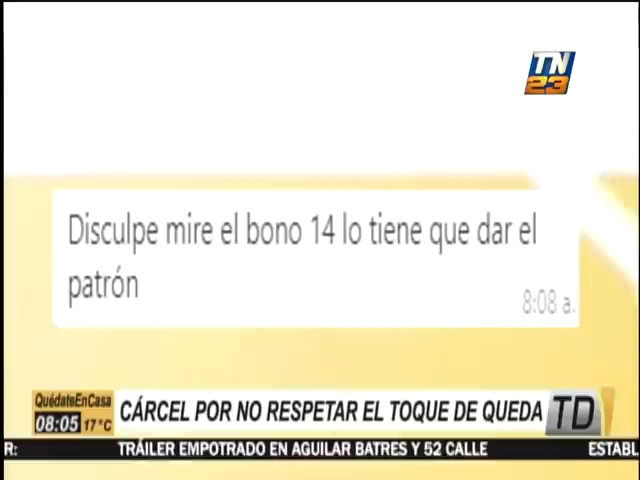 TN
23
Disculpe mire el bono 14 lo tiene que dar el
patrón
8:08 a.
QuédateEnCasa
08:05 17°C
CÁRCEL POR NO RESPETAR EL TOQUE DE QUEDA
TD
R: TRÁILER EMPOTRADO EN AGUILAR BATRES Y 52 CALLE ESTABL